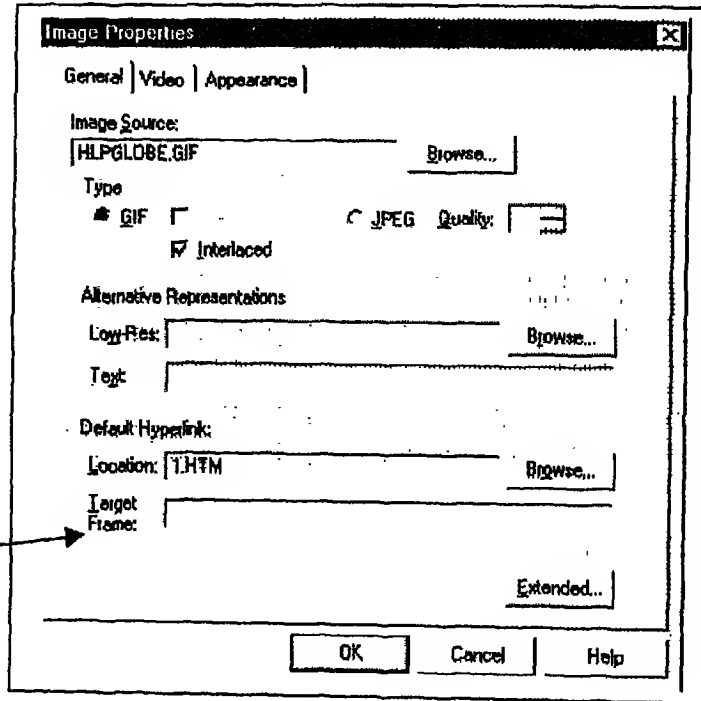 Image Properties
General Video Appearance
Image Source:
HLPGLOBE.GIF Browse...
Type
GIF JPEG Quality:
Interlaced
Alternative Representations
Low-Res: Browse...
Text:
Default Hyperlink:
Location: 1.HTM Browse...
Target
Frame:
Extended...
OK Cancel Help